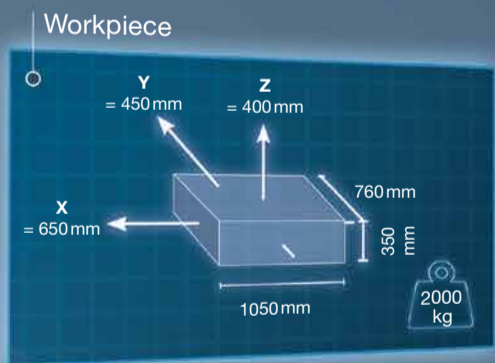 Workpiece
Y
= 450 mm
Z
= 400 mm
X
= 650 mm
760 mm
350
mm
1050 mm
2000
kg